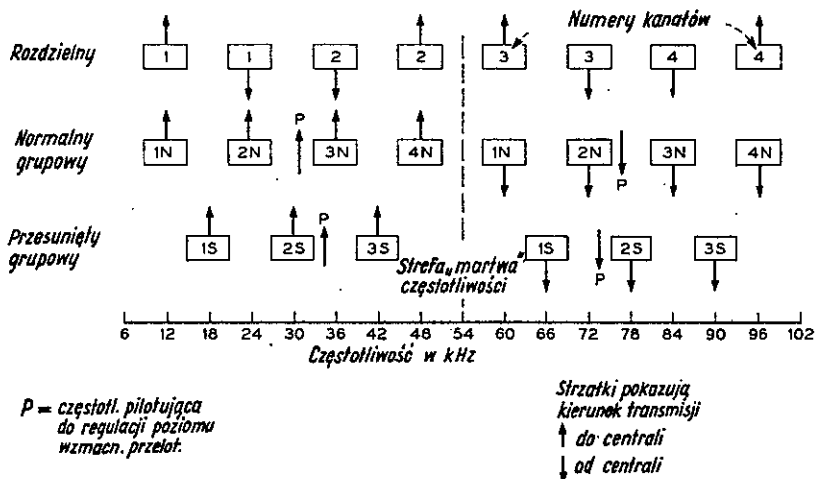 Numery kanałów
Rozdzielny
1 1 2 2 3 3 4 4
P
Normalny
grupowy
1N 2N 3N 4N 1N 2N 3N 4N
P
P
Przesunięty
grupowy
1S 2S 3S 1S 2S 3S
Strefa „martwa"
częstotliwości
P
6 12 18 24 30 36 42 48 54 60 66 72 78 84 90 96 102
Częstotliwość w kHz
P = częstotl. pilotująca
do regulacji poziomu
wzmacn. przelot.
Strzałki pokazują
kierunek transmisji
do centrali
od centrali